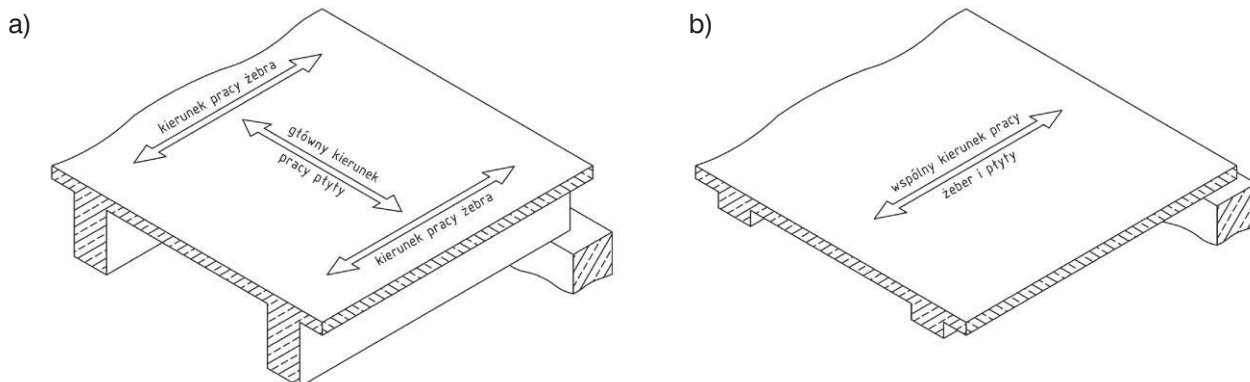 a)
kierunek pracy żebra
główny kierunek
pracy płyty
kierunek pracy żebra
b)
wspólny kierunek pracy
żeber i płyty